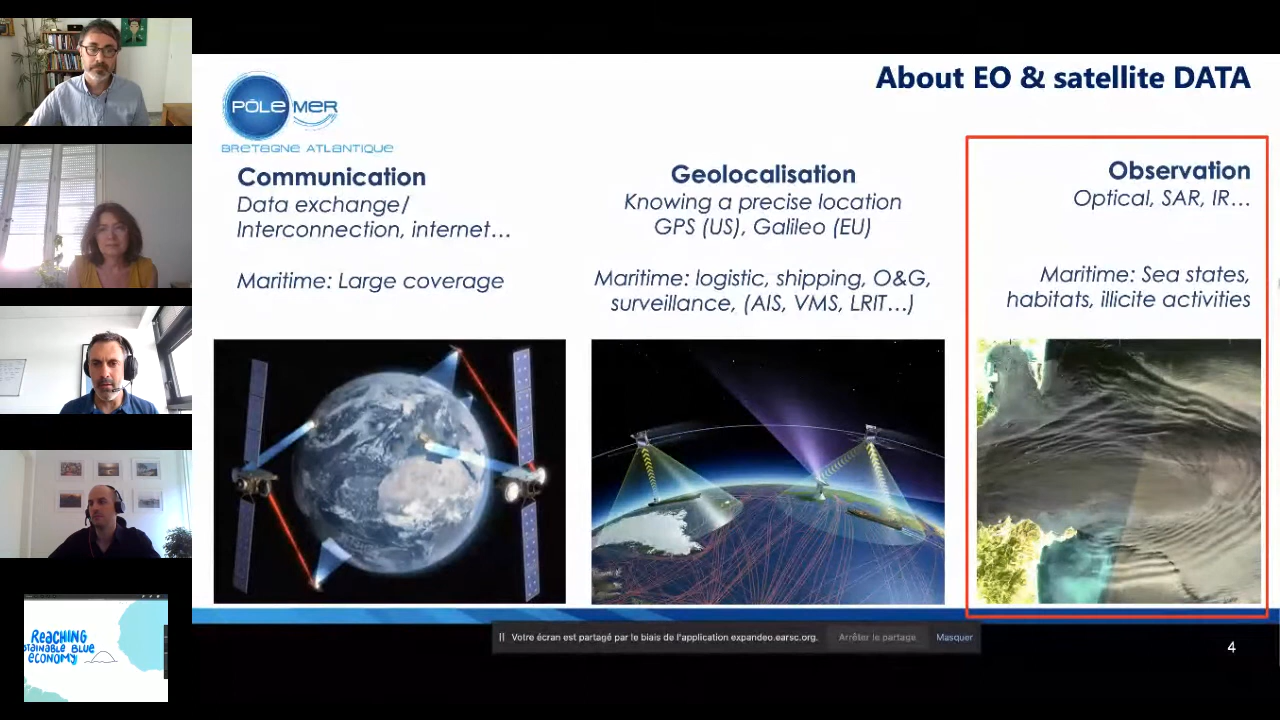 About EO & satellite DATA
PÔLE MER
BRETAGNE ATLANTIQUE
Communication
Data exchange/
Interconnection, internet…
Maritime: Large coverage
Geolocalisation
Knowing a precise location
GPS (US), Galileo (EU)
Maritime: logistic, shipping, O&G,
surveillance, (AIS, VMS, LRIT…)
Observation
Optical, SAR, IR…
Maritime: Sea states,
habitats, illicite activities
REACHING
TAINABLE BLUE
ECONOMY
Votre écran est partagé par le biais de l'application expandeo.earsc.org.
Arrêter le partage
Masquer
4